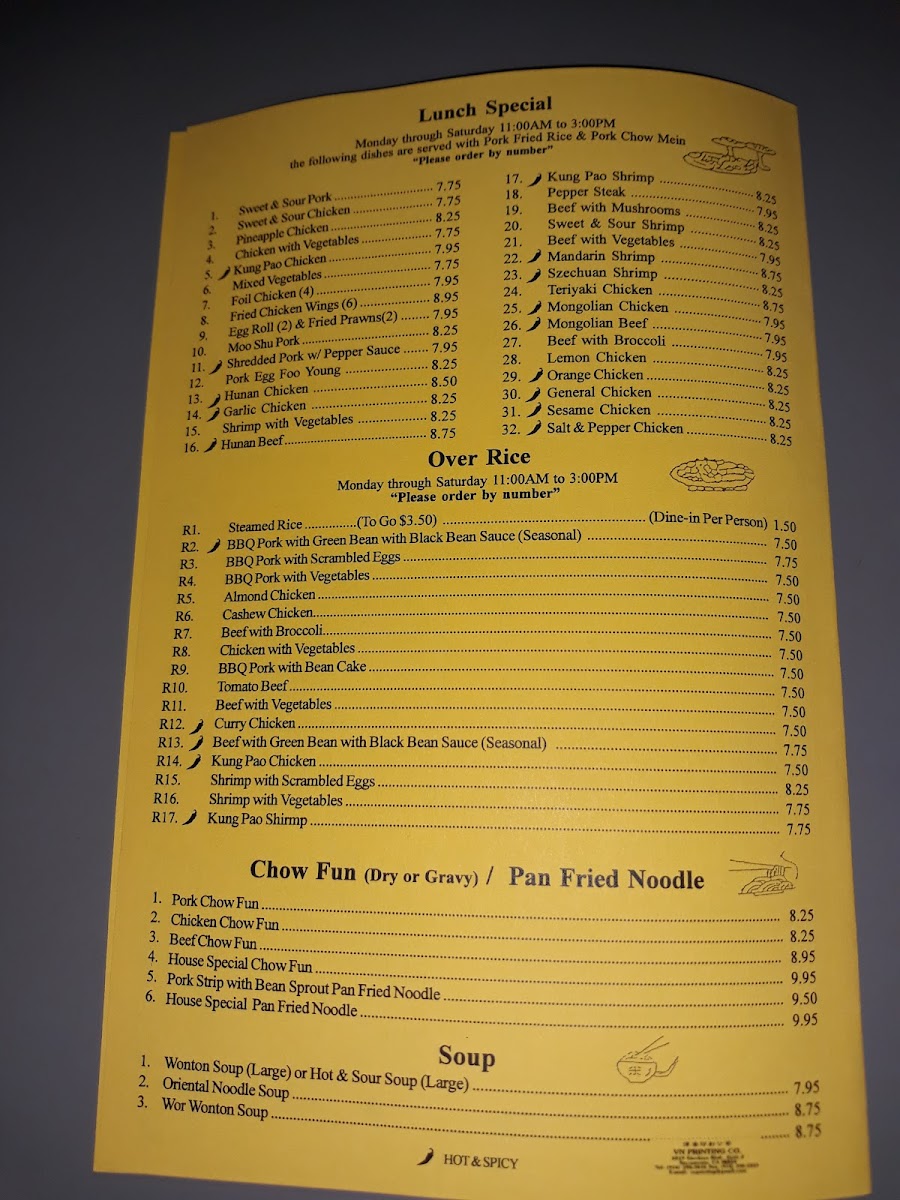 Lunch Special
Monday through Saturday 11:00AM to 3:00PM
the following dishes are served with Pork Fried Rice & Pork Chow Mein
"Please order by number"
1. Sweet & Sour Pork 7.75
2. Sweet & Sour Chicken 7.75
3. Pineapple Chicken 8.25
4. Chicken with Vegetables 7.75
5. Kung Pao Chicken 7.95
6. Mixed Vegetables 7.75
7. Foil Chicken (4) 7.95
8. Fried Chicken Wings (6) 8.95
9. Egg Roll (2) & Fried Prawns(2) 7.95
10. Moo Shu Pork 8.25
11. Shredded Pork w/ Pepper Sauce 7.95
12. Pork Egg Foo Young 8.25
13. Hunan Chicken 8.50
14. Garlic Chicken 8.25
15. Shrimp with Vegetables 8.25
16. Hunan Beef 8.75
17. Kung Pao Shrimp 8.25
18. Pepper Steak 7.95
19. Beef with Mushrooms 8.25
20. Sweet & Sour Shrimp 8.25
21. Beef with Vegetables 7.95
22. Mandarin Shrimp 8.75
23. Szechuan Shrimp 8.25
24. Teriyaki Chicken 8.75
25. Mongolian Chicken 7.95
26. Mongolian Beef 7.95
27. Beef with Broccoli 7.95
28. Lemon Chicken 8.25
29. Orange Chicken 8.25
30. General Chicken 8.25
31. Sesame Chicken 8.25
32. Salt & Pepper Chicken 8.25
Over Rice
Monday through Saturday 11:00AM to 3:00PM
"Please order by number"
R1. Steamed Rice (To Go $3.50) (Dine-in Per Person) 1.50
R2. BBQ Pork with Green Bean with Black Bean Sauce (Seasonal) 7.50
R3. BBQ Pork with Scrambled Eggs 7.75
R4. BBQ Pork with Vegetables 7.50
R5. Almond Chicken 7.50
R6. Cashew Chicken 7.50
R7. Beef with Broccoli 7.50
R8. Chicken with Vegetables 7.50
R9. BBQ Pork with Bean Cake 7.50
R10. Tomato Beef 7.50
R11. Beef with Vegetables 7.50
R12. Curry Chicken 7.50
R13. Beef with Green Bean with Black Bean Sauce (Seasonal) 7.75
R14. Kung Pao Chicken 7.50
R15. Shrimp with Scrambled Eggs 8.25
R16. Shrimp with Vegetables 7.75
R17. Kung Pao Shirmp 7.75
Chow Fun (Dry or Gravy) / Pan Fried Noodle
1. Pork Chow Fun 8.25
2. Chicken Chow Fun 8.25
3. Beef Chow Fun 8.95
4. House Special Chow Fun 9.95
5. Pork Strip with Bean Sprout Pan Fried Noodle 9.50
6. House Special Pan Fried Noodle 9.95
Soup
1. Wonton Soup (Large) or Hot & Sour Soup (Large) 7.95
2. Oriental Noodle Soup 8.75
3. Wor Wonton Soup 8.75
HOT & SPICY
VN PRINTING CO.